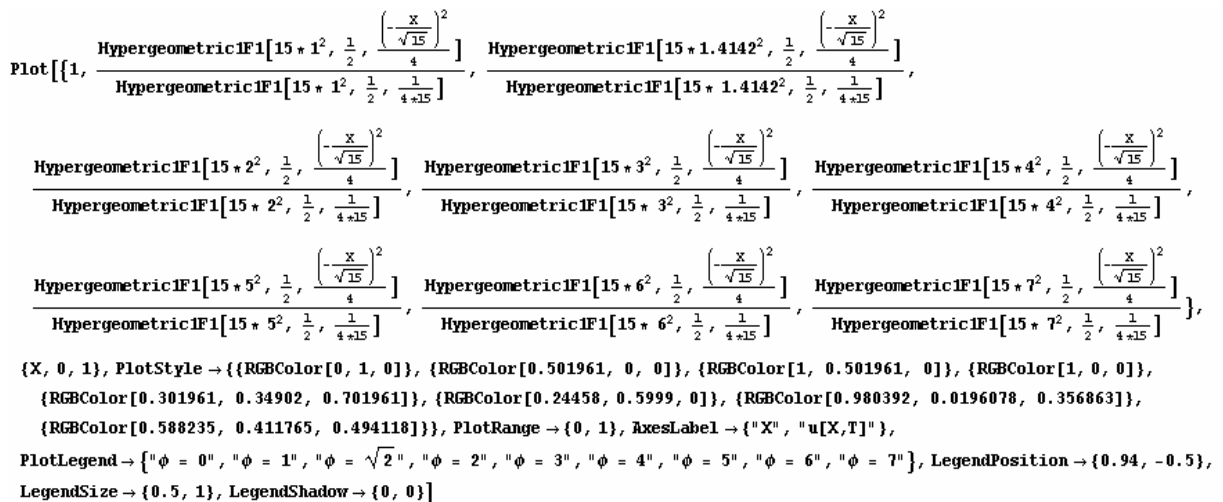 Plot[{1, Hypergeometric1F1[15 * 1^2, 1/2, (-X/√15)^2/4] / Hypergeometric1F1[15 * 1^2, 1/2, 1/(4*15)], Hypergeometric1F1[15 * 1.4142^2, 1/2, (-X/√15)^2/4] / Hypergeometric1F1[15 * 1.4142^2, 1/2, 1/(4*15)],
Hypergeometric1F1[15 * 2^2, 1/2, (-X/√15)^2/4] / Hypergeometric1F1[15 * 2^2, 1/2, 1/(4*15)], Hypergeometric1F1[15 * 3^2, 1/2, (-X/√15)^2/4] / Hypergeometric1F1[15 * 3^2, 1/2, 1/(4*15)], Hypergeometric1F1[15 * 4^2, 1/2, (-X/√15)^2/4] / Hypergeometric1F1[15 * 4^2, 1/2, 1/(4*15)],
Hypergeometric1F1[15 * 5^2, 1/2, (-X/√15)^2/4] / Hypergeometric1F1[15 * 5^2, 1/2, 1/(4*15)], Hypergeometric1F1[15 * 6^2, 1/2, (-X/√15)^2/4] / Hypergeometric1F1[15 * 6^2, 1/2, 1/(4*15)], Hypergeometric1F1[15 * 7^2, 1/2, (-X/√15)^2/4] / Hypergeometric1F1[15 * 7^2, 1/2, 1/(4*15)]},
{X, 0, 1}, PlotStyle → {{RGBColor[0, 1, 0]}, {RGBColor[0.501961, 0, 0]}, {RGBColor[1, 0.501961, 0]}, {RGBColor[1, 0, 0]},
{RGBColor[0.301961, 0.34902, 0.701961]}, {RGBColor[0.24458, 0.5999, 0]}, {RGBColor[0.980392, 0.0196078, 0.356863]},
{RGBColor[0.588235, 0.411765, 0.494118]}}, PlotRange → {0, 1}, AxesLabel → {"X", "u[X,T]"},
PlotLegend → {"ϕ = 0", "ϕ = 1", "ϕ = √2", "ϕ = 2", "ϕ = 3", "ϕ = 4", "ϕ = 5", "ϕ = 6", "ϕ = 7"}, LegendPosition → {0.94, -0.5},
LegendSize → {0.5, 1}, LegendShadow → {0, 0}]